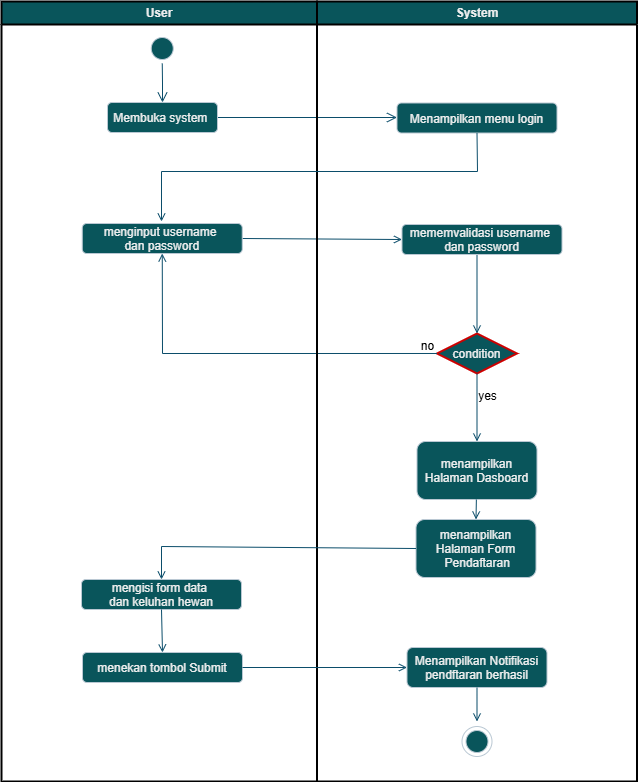 User
System
Membuka system
Menampilkan menu login
menginput username
dan password
mememvalidasi username
dan password
no
condition
yes
menampilkan
Halaman Dasboard
menampilkan
Halaman Form
Pendaftaran
mengisi form data
dan keluhan hewan
menekan tombol Submit
Menampilkan Notifikasi
pendftaran berhasil